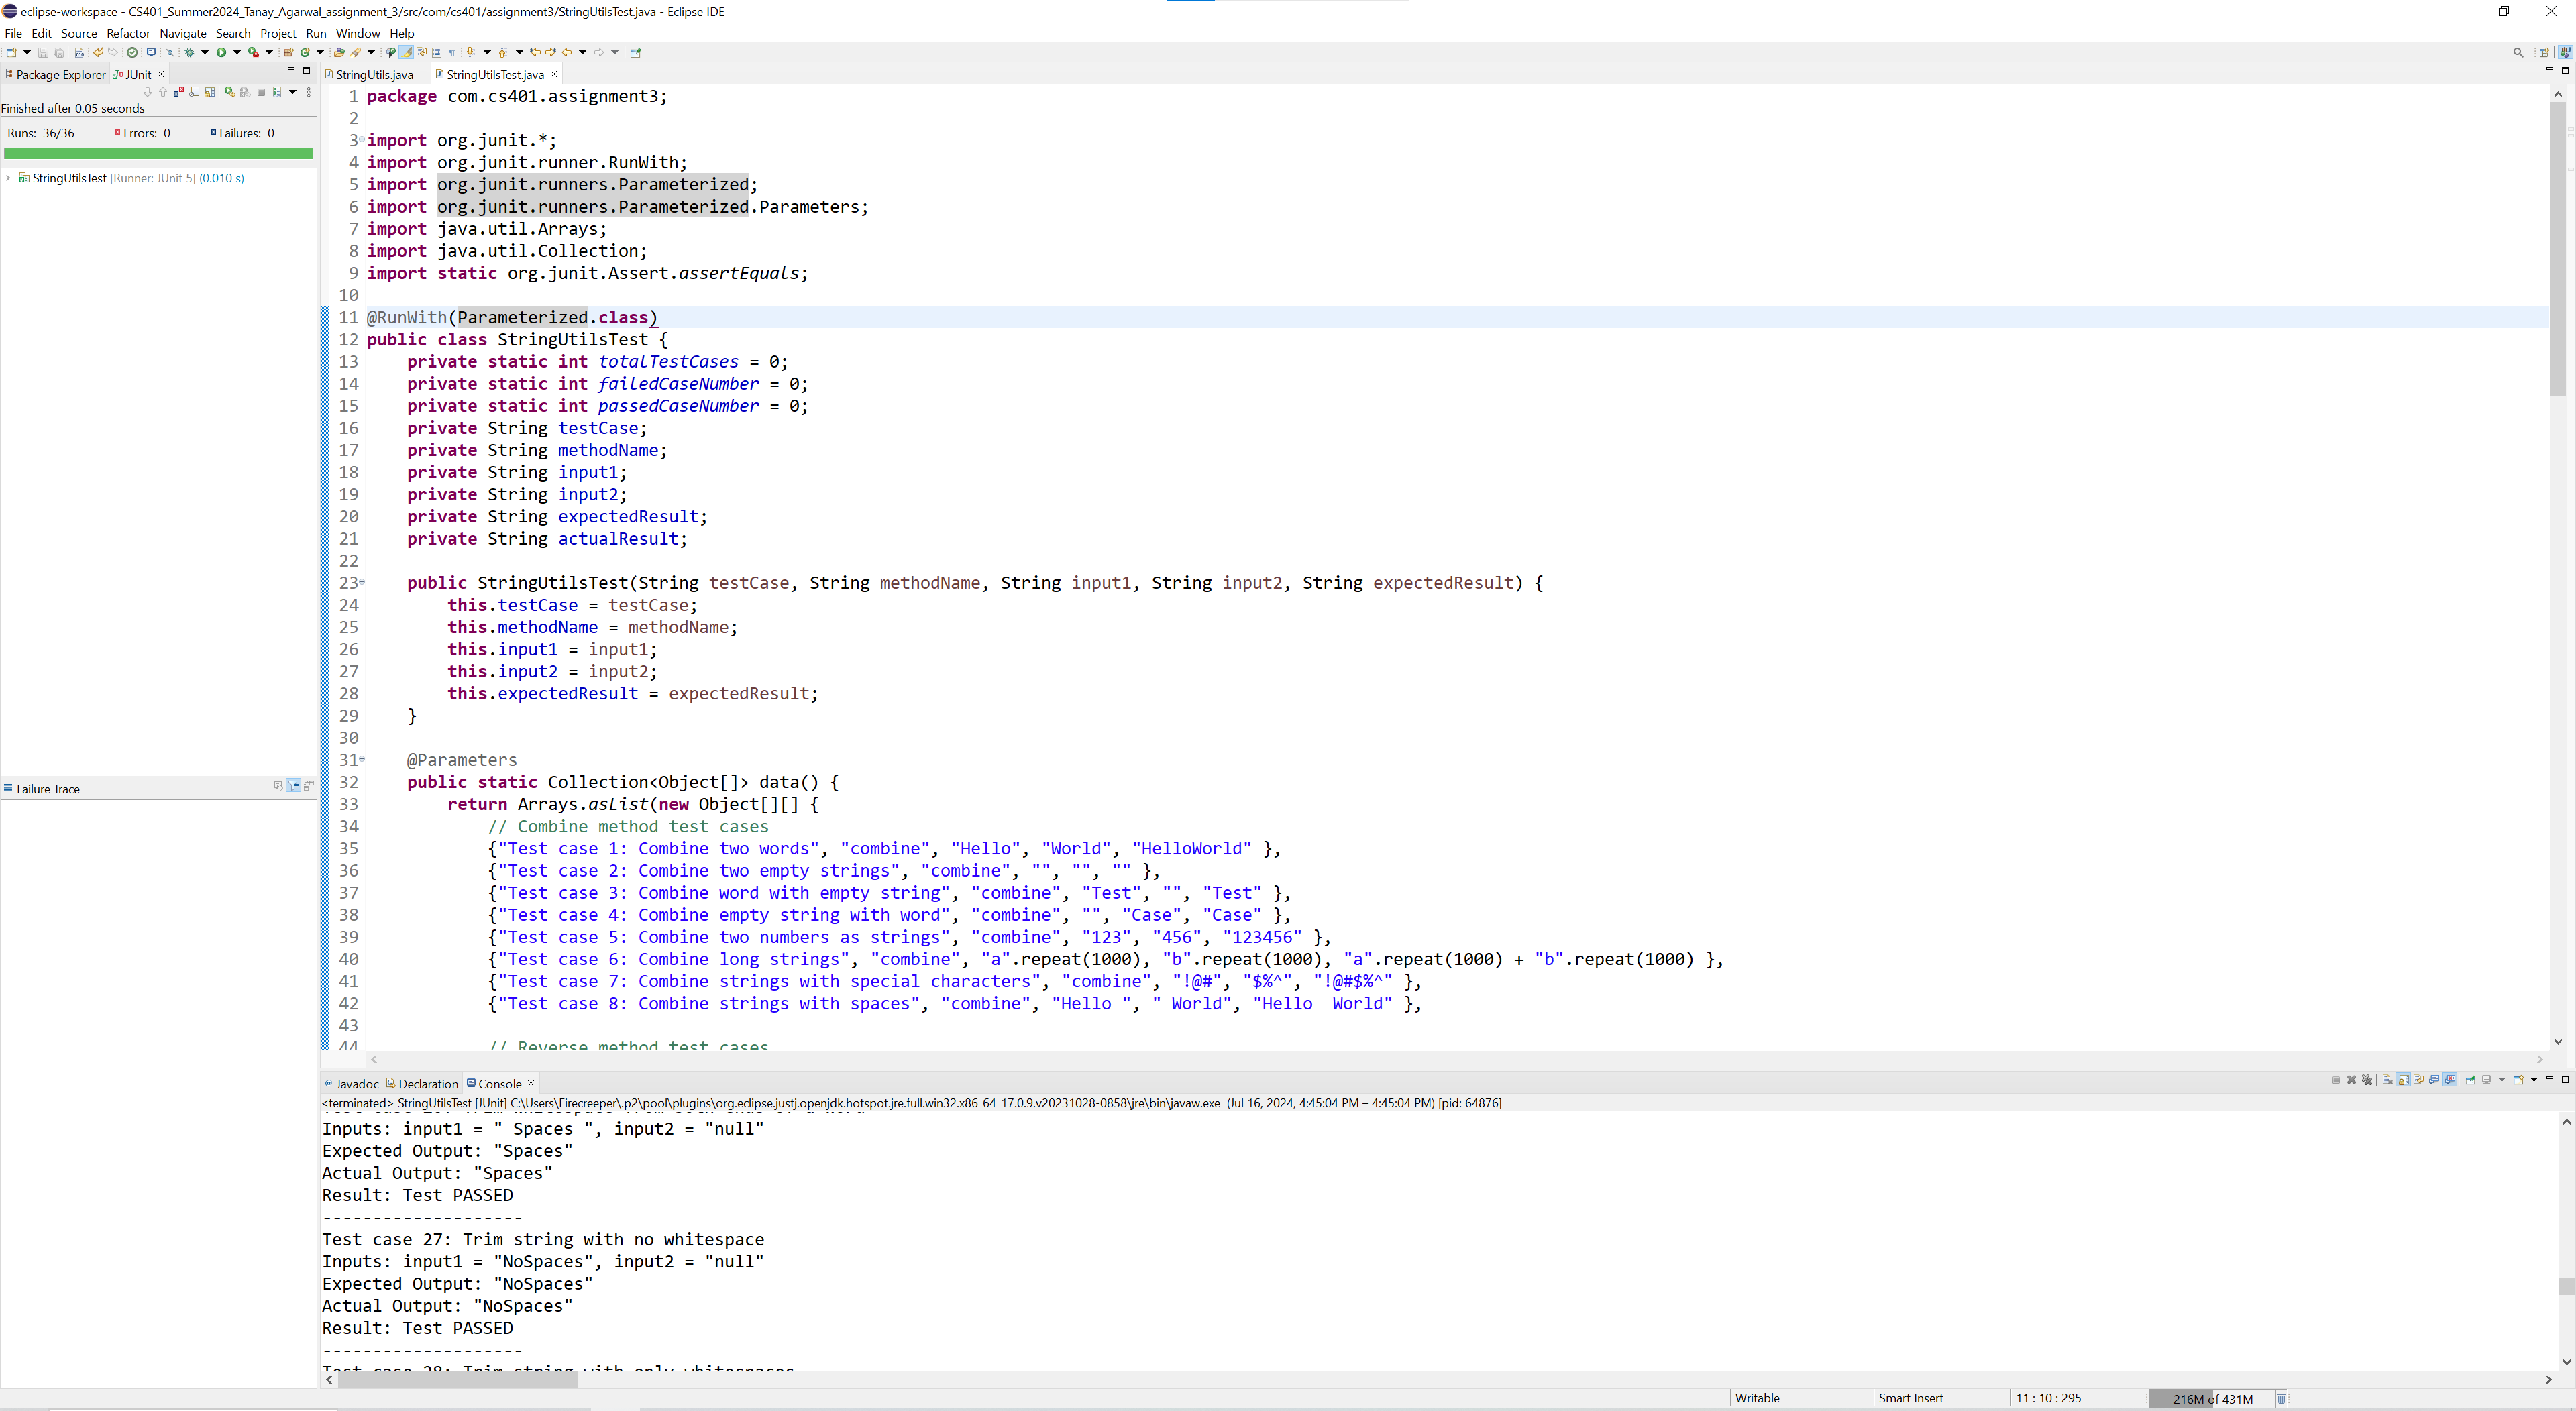 eclipse-workspace - CS401_Summer2024_Tanay_Agarwal_assignment_3/src/com/cs401/assignment3/StringUtilsTest.java - Eclipse IDE
File Edit Source Refactor Navigate Search Project Run Window Help
Package Explorer JUnit
Finished after 0.05 seconds
Runs: 36/36 Errors: 0 Failures: 0
StringUtilsTest [Runner: JUnit 5] (0.010 s)
Failure Trace
StringUtils.java StringUtilsTest.java
1 package com.cs401.assignment3;
2
3 import org.junit.*;
4 import org.junit.runner.RunWith;
5 import org.junit.runners.Parameterized;
6 import org.junit.runners.Parameterized.Parameters;
7 import java.util.Arrays;
8 import java.util.Collection;
9 import static org.junit.Assert.assertEquals;
10
11 @RunWith(Parameterized.class)
12 public class StringUtilsTest {
13     private static int totalTestCases = 0;
14     private static int failedCaseNumber = 0;
15     private static int passedCaseNumber = 0;
16     private String testCase;
17     private String methodName;
18     private String input1;
19     private String input2;
20     private String expectedResult;
21     private String actualResult;
22
23     public StringUtilsTest(String testCase, String methodName, String input1, String input2, String expectedResult) {
24         this.testCase = testCase;
25         this.methodName = methodName;
26         this.input1 = input1;
27         this.input2 = input2;
28         this.expectedResult = expectedResult;
29     }
30
31     @Parameters
32     public static Collection<Object[]> data() {
33         return Arrays.asList(new Object[][] {
34             // Combine method test cases
35             {"Test case 1: Combine two words", "combine", "Hello", "World", "HelloWorld" },
36             {"Test case 2: Combine two empty strings", "combine", "", "", "" },
37             {"Test case 3: Combine word with empty string", "combine", "Test", "", "Test" },
38             {"Test case 4: Combine empty string with word", "combine", "", "Case", "Case" },
39             {"Test case 5: Combine two numbers as strings", "combine", "123", "456", "123456" },
40             {"Test case 6: Combine long strings", "combine", "a".repeat(1000), "b".repeat(1000), "a".repeat(1000) + "b".repeat(1000) },
41             {"Test case 7: Combine strings with special characters", "combine", "!@#", "$%^", "!@#$%^" },
42             {"Test case 8: Combine strings with spaces", "combine", "Hello ", " World", "Hello  World" },
43
44             // Reverse method test cases
Javadoc Declaration Console
<terminated> StringUtilsTest [JUnit] C:\Users\Firecreeper\.p2\pool\plugins\org.eclipse.justj.openjdk.hotspot.jre.full.win32.x86_64_17.0.9.v20231028-0858\jre\bin\javaw.exe (Jul 16, 2024, 4:45:04 PM – 4:45:04 PM) [pid: 64876]
Inputs: input1 = " Spaces ", input2 = "null"
Expected Output: "Spaces"
Actual Output: "Spaces"
Result: Test PASSED
--------------------
Test case 27: Trim string with no whitespace
Inputs: input1 = "NoSpaces", input2 = "null"
Expected Output: "NoSpaces"
Actual Output: "NoSpaces"
Result: Test PASSED
--------------------
Test case 28: Trim string with only whitespaces
Writable Smart Insert 11 : 10 : 295 216M of 431M